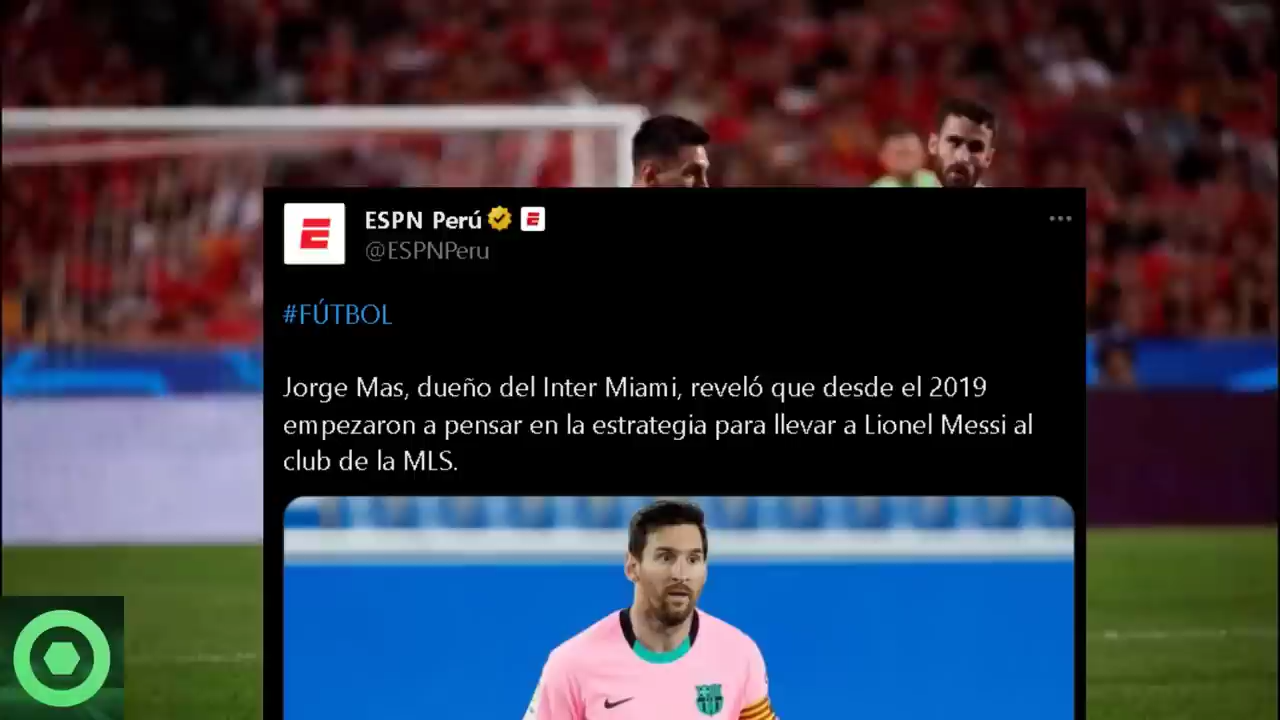 ESPN Perú
@ESPNPeru
#FÚTBOL
Jorge Mas, dueño del Inter Miami, reveló que desde el 2019
empezaron a pensar en la estrategia para llevar a Lionel Messi al
club de la MLS.